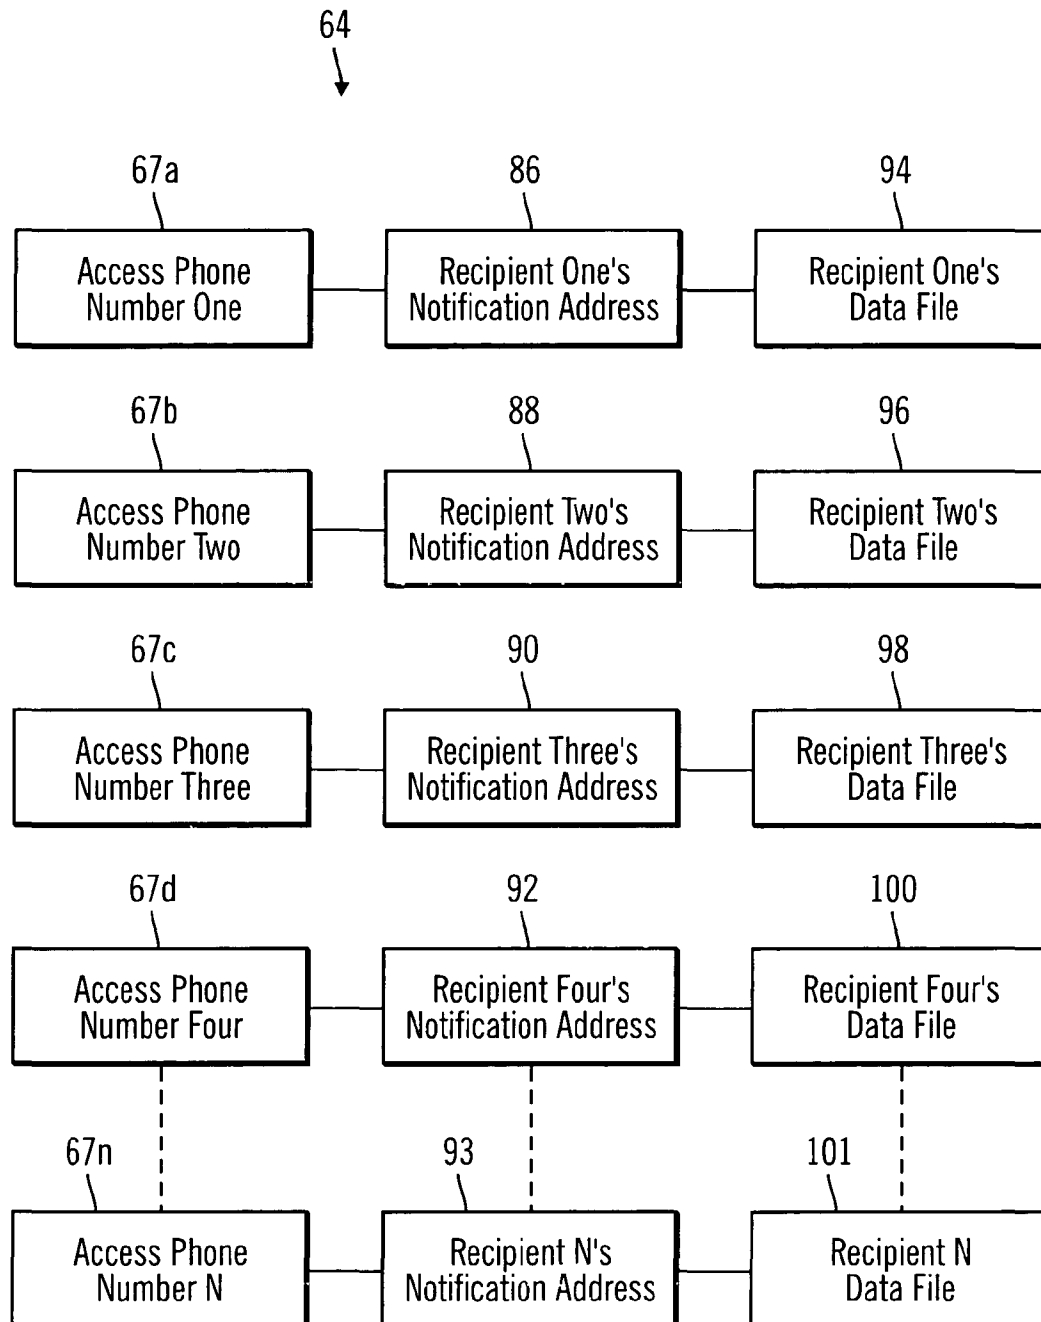 64
67a
86
94
Access Phone
Number One
Recipient One's
Notification Address
Recipient One's
Data File
67b
88
96
Access Phone
Number Two
Recipient Two's
Notification Address
Recipient Two's
Data File
67c
90
98
Access Phone
Number Three
Recipient Three's
Notification Address
Recipient Three's
Data File
67d
92
100
Access Phone
Number Four
Recipient Four's
Notification Address
Recipient Four's
Data File
67n
93
101
Access Phone
Number N
Recipient N's
Notification Address
Recipient N
Data File